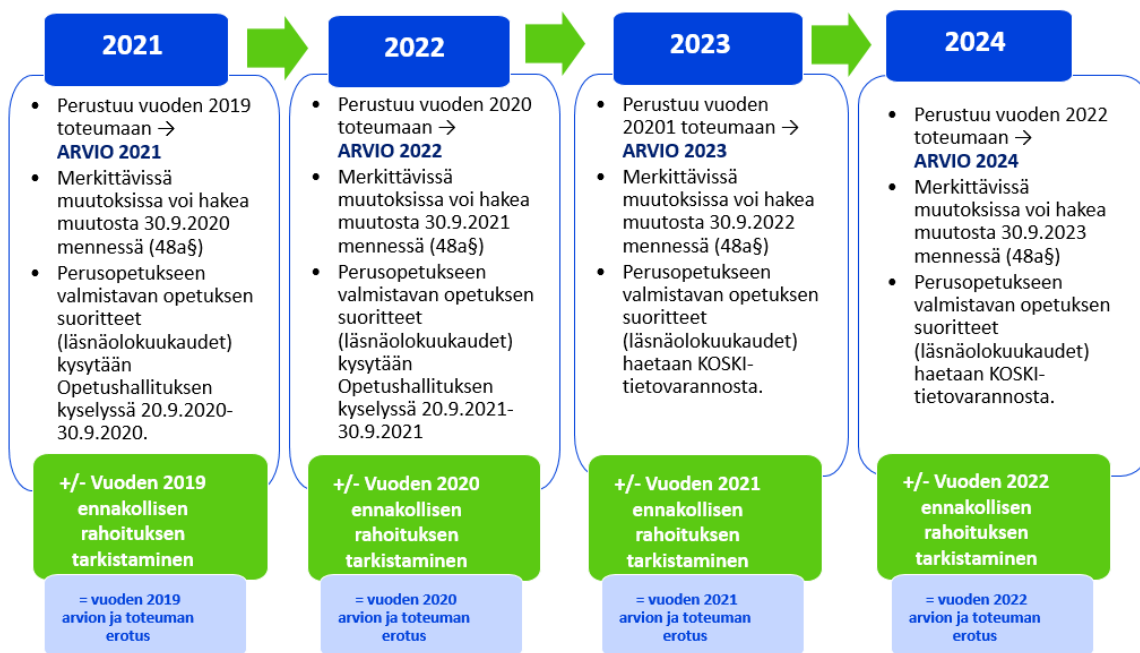 2021
• Perustuu vuoden 2019
toteumaan →
ARVIO 2021
• Merkittävissä
muutoksissa voi hakea
muutosta 30.9.2020
mennessä (48a§)
• Perusopetukseen
valmistavan opetuksen
suoritteet
(läsnäolokuukaudet)
kysytään
Opetushallituksen
kyselyssä 20.9.2020-
30.9.2020.
+/- Vuoden 2019
ennakollisen
rahoituksen
tarkistaminen
= vuoden 2019
arvion ja toteuman
erotus
2022
• Perustuu vuoden 2020
toteumaan →
ARVIO 2022
• Merkittävissä
muutoksissa voi hakea
muutosta 30.9.2021
mennessä (48a§)
• Perusopetukseen
valmistavan opetuksen
suoritteet
(läsnäolokuukaudet)
kysytään
Opetushallituksen
kyselyssä 20.9.2021-
30.9.2021
+/- Vuoden 2020
ennakollisen
rahoituksen
tarkistaminen
= vuoden 2020
arvion ja toteuman
erotus
2023
• Perustuu vuoden
20201 toteumaan →
ARVIO 2023
• Merkittävissä
muutoksissa voi hakea
muutosta 30.9.2022
mennessä (48a§)
• Perusopetukseen
valmistavan opetuksen
suoritteet
(läsnäolokuukaudet)
haetaan KOSKI-
tietovarannosta.
+/- Vuoden 2021
ennakollisen
rahoituksen
tarkistaminen
= vuoden 2021
arvion ja toteuman
erotus
2024
• Perustuu vuoden 2022
toteumaan →
ARVIO 2024
• Merkittävissä
muutoksissa voi hakea
muutosta 30.9.2023
mennessä (48a§)
• Perusopetukseen
valmistavan opetuksen
suoritteet
(läsnäolokuukaudet)
haetaan KOSKI-
tietovarannosta.
+/- Vuoden 2022
ennakollisen
rahoituksen
tarkistaminen
= vuoden 2022
arvion ja toteuman
erotus